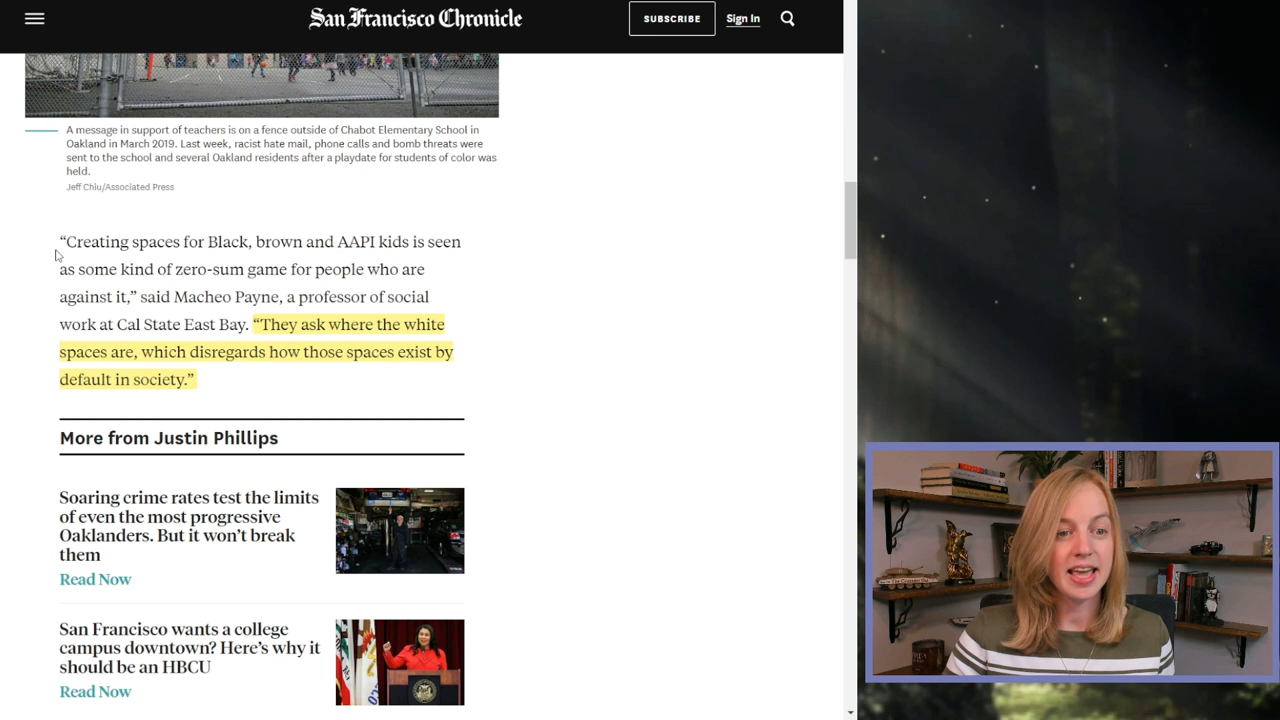 San Francisco Chronicle
SUBSCRIBE
Sign In
A message in support of teachers is on a fence outside of Chabot Elementary School in
Oakland in March 2019. Last week, racist hate mail, phone calls and bomb threats were
sent to the school and several Oakland residents after a playdate for students of color was
held.
Jeff Chiu/Associated Press
“Creating spaces for Black, brown and AAPI kids is seen
as some kind of zero-sum game for people who are
against it,” said Macheo Payne, a professor of social
work at Cal State East Bay. “They ask where the white
spaces are, which disregards how those spaces exist by
default in society.”
More from Justin Phillips
Soaring crime rates test the limits
of even the most progressive
Oaklanders. But it won’t break
them
Read Now
San Francisco wants a college
campus downtown? Here’s why it
should be an HBCU
Read Now